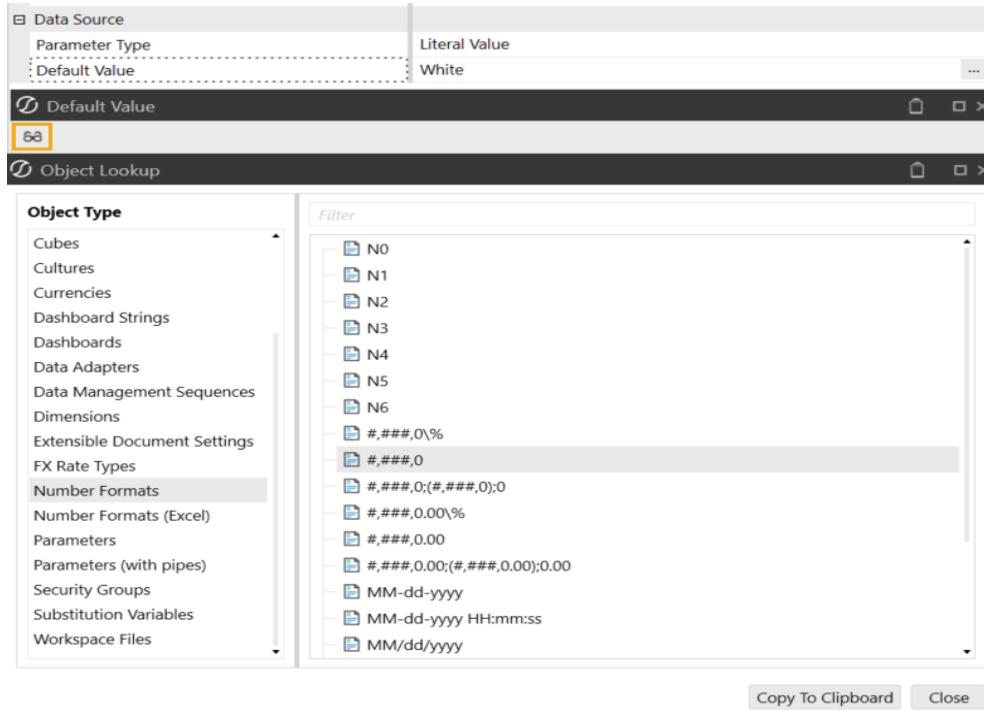 Data Source
Parameter Type Literal Value
Default Value White ...
Default Value
Object Lookup
Object Type
Filter
Cubes
Cultures
Currencies
Dashboard Strings
Dashboards
Data Adapters
Data Management Sequences
Dimensions
Extensible Document Settings
FX Rate Types
Number Formats
Number Formats (Excel)
Parameters
Parameters (with pipes)
Security Groups
Substitution Variables
Workspace Files
N0
N1
N2
N3
N4
N5
N6
#,###,0\%
#,###,0
#,###,0;(#,###,0);0
#,###,0.00\%
#,###,0.00
#,###,0.00;(#,###,0.00);0.00
MM-dd-yyyy
MM-dd-yyyy HH:mm:ss
MM/dd/yyyy
Copy To Clipboard Close